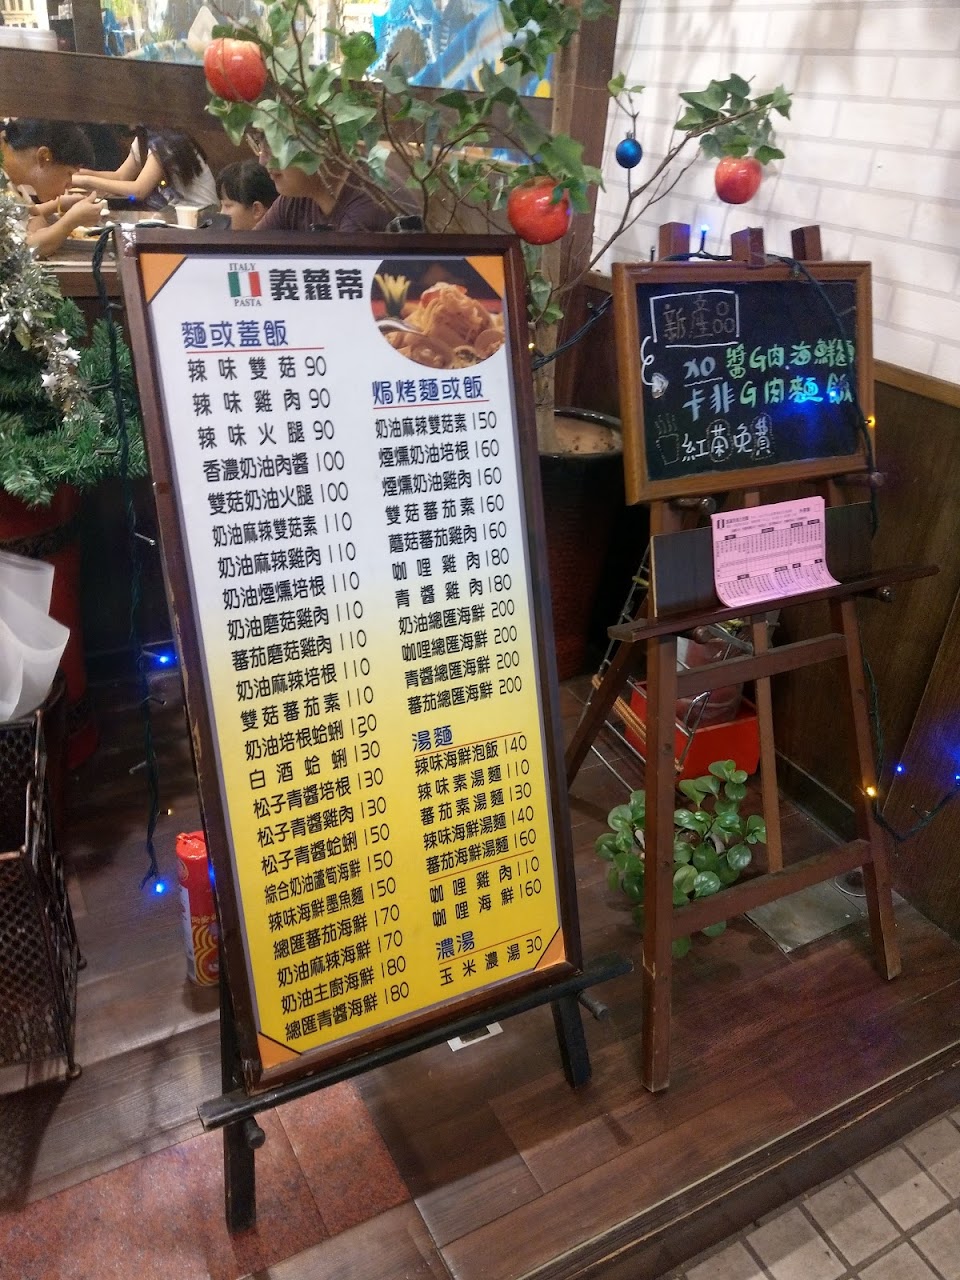 ITALY
PASTA
義蘿蒂
麵或蓋飯
辣味雙菇 90
辣味雞肉 90
辣味火腿 90
香濃奶油肉醬 100
雙菇奶油火腿 100
奶油麻辣雙菇素 110
奶油麻辣雞肉 110
奶油煙燻培根 110
奶油磨菇雞肉 110
蕃茄磨菇雞肉 110
奶油麻辣培根 110
雙菇蕃茄素 110
奶油培根蛤蜊 120
白酒蛤蜊 130
松子青醬培根 130
松子青醬雞肉 130
松子青醬蛤蜊 150
綜合奶油蘆筍海鮮 150
辣味海鮮墨魚麵 150
總匯蕃茄海鮮 170
奶油麻辣海鮮 170
奶油主廚海鮮 180
總匯青醬海鮮 180
焗烤麵或飯
奶油麻辣雙菇素 150
煙燻奶油培根 160
煙燻奶油雞肉 160
雙菇蕃茄素 160
蘑菇蕃茄雞肉 160
咖哩雞肉 180
青醬雞肉 180
奶油總匯海鮮 200
咖哩總匯海鮮 200
青醬總匯海鮮 200
蕃茄總匯海鮮 200
湯麵
辣味海鮮泡飯 140
辣味素湯麵 110
蕃茄素湯麵 130
辣味海鮮湯麵 140
蕃茄海鮮湯麵 160
咖哩雞肉 110
咖哩海鮮 160
濃湯
玉米濃湯 30
新產品
XO醬G肉.海鮮麵
卡非G肉麵飯
紅茶免費